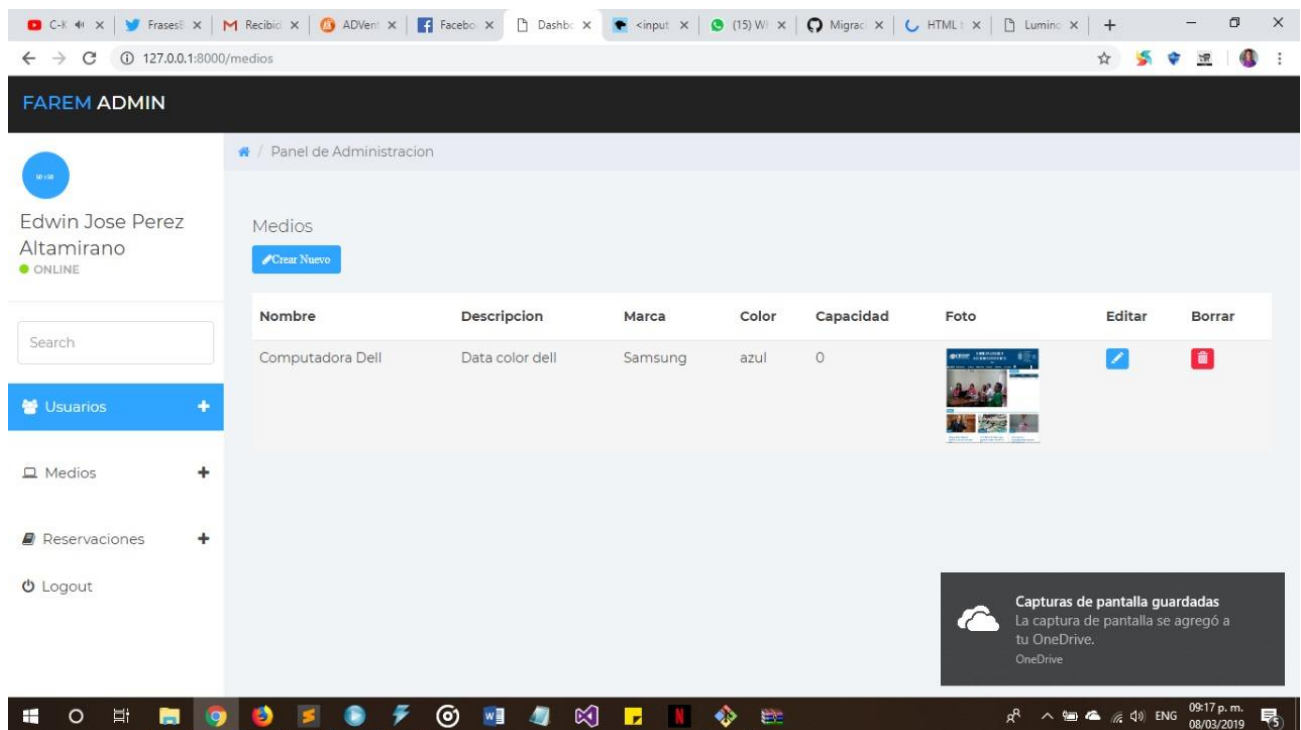 C-K
FrasesE
Recibid
ADVent
Facebo
Dashbo
<input
(15) W
Migrac
HTML t
Lumino
127.0.0.1:8000/medios
FAREM ADMIN
Panel de Administracion
Edwin Jose Perez
Altamirano
ONLINE
Search
Usuarios
Medios
Reservaciones
Logout
Medios
Crear Nuevo
Nombre Descripcion Marca Color Capacidad Foto Editar Borrar
Computadora Dell Data color dell Samsung azul 0
Capturas de pantalla guardadas
La captura de pantalla se agregó a
tu OneDrive.
OneDrive
ENG
09:17 p. m.
08/03/2019
5